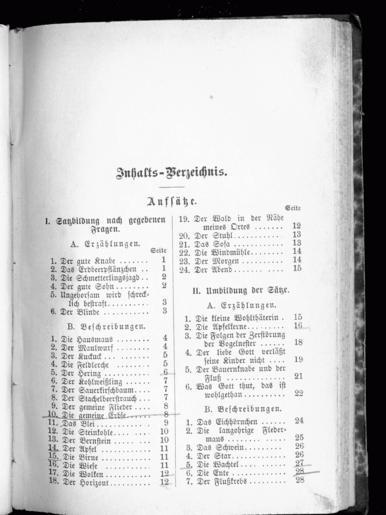 Inhalts-Verzeichnis.
Aufsätze.
Seite
I. Satzbildung nach gegebenen
Fragen.
A. Erzählungen.
Seite
1. Der gute Knabe . . . . . . . 1
2. Das Erdbeerpflänzchen . . 1
3. Die Schmetterlingsjagd . . 2
4. Der gute Sohn . . . . . . . . 2
5. Ungehorsam wird schreck-
lich bestraft . . . . . . . . . 3
6. Der Blinde . . . . . . . . . . 3
B. Beschreibungen.
1. Die Hausmaus . . . . . . . . 4
2. Der Maulwurf . . . . . . . . 4
3. Der Kuckuck . . . . . . . . . 5
4. Die Feldlerche . . . . . . . 5
5. Der Hering . . . . . . . . . . 6
6. Der Kohlweißling . . . . . . 7
7. Der Sauerkirschbaum . . . . 7
8. Der Stachelbeerstrauch . . . 7
9. Der gemeine Flieder . . . . 8
10. Die gemeine Erbse . . . . . 8
11. Das Blei . . . . . . . . . . . 9
12. Die Steinkohle . . . . . . . 10
13. Der Bernstein . . . . . . . . 10
14. Der Apfel . . . . . . . . . . 11
15. Die Birne . . . . . . . . . . 11
16. Die Wiese . . . . . . . . . . 11
17. Die Wolken . . . . . . . . . 12
18. Der Horizont . . . . . . . . 12
19. Der Wald in der Nähe
meines Ortes . . . . . . . 12
20. Der Stuhl . . . . . . . . . . 13
21. Das Sofa . . . . . . . . . . . 13
22. Die Windmühle . . . . . . . 14
23. Der Morgen . . . . . . . . . 14
24. Der Abend . . . . . . . . . . 15
II. Umbildung der Sätze.
A. Erzählungen.
1. Die kleine Wohltäterin . 15
2. Die Apfelkerne . . . . . . . 16
3. Die Folgen der Zerstörung
der Vogelnester . . . . . . 18
4. Der liebe Gott verläßt
seine Kinder nicht . . . . 19
5. Der Bauernknabe und der
Fluß . . . . . . . . . . . . . 21
6. Was Gott thut, das ist
wohlgethan . . . . . . . . . 22
B. Beschreibungen.
1. Das Eichhörnchen . . . . . . 24
2. Die langohrige Fleder-
maus . . . . . . . . . . . . 25
3. Das Schwein . . . . . . . . . 26
4. Der Star . . . . . . . . . . . 26
5. Die Wachtel . . . . . . . . . 27
6. Die Ente . . . . . . . . . . . 28
7. Der Flußkrebs . . . . . . . . 28